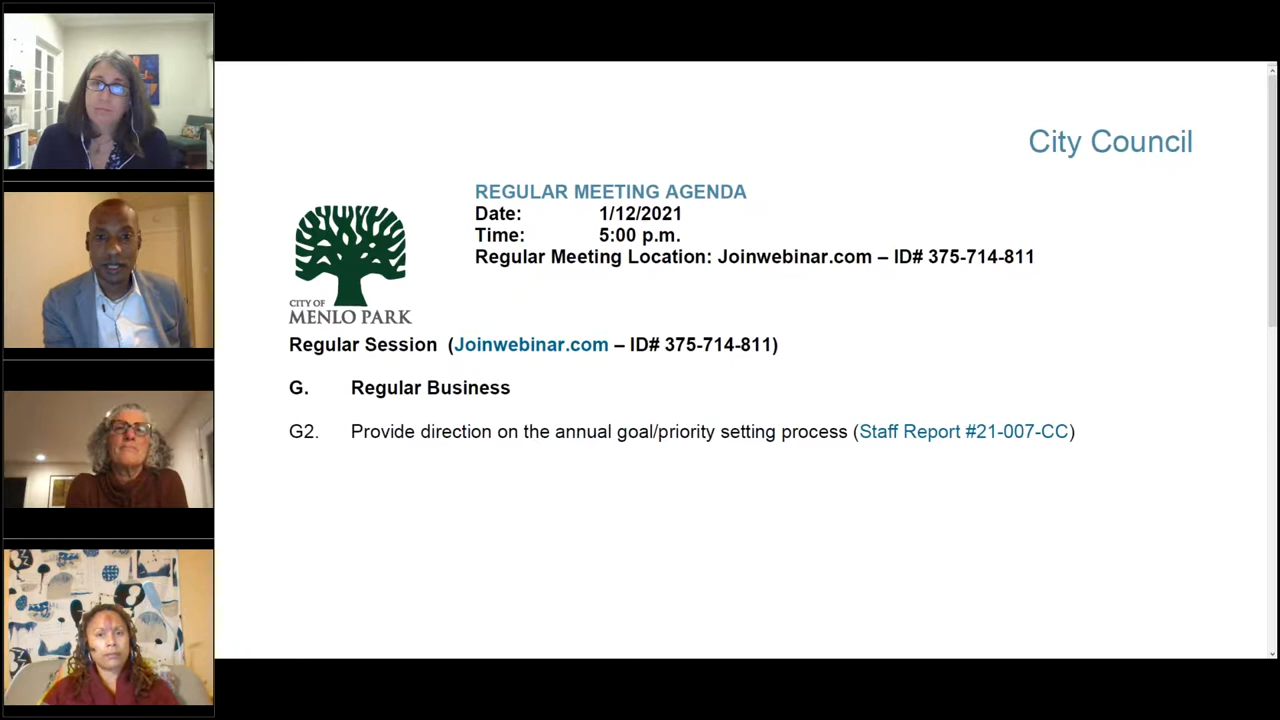 City Council
REGULAR MEETING AGENDA
Date: 1/12/2021
Time: 5:00 p.m.
Regular Meeting Location: Joinwebinar.com – ID# 375-714-811
CITY OF
MENLO PARK
Regular Session (Joinwebinar.com – ID# 375-714-811)
G. Regular Business
G2. Provide direction on the annual goal/priority setting process (Staff Report #21-007-CC)